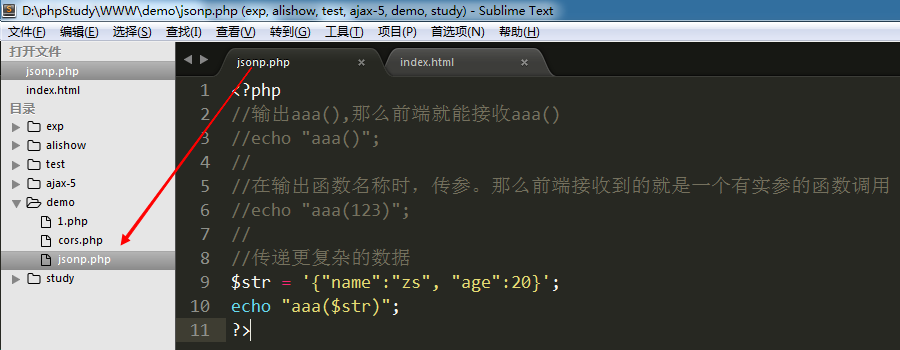 D:\phpStudy\WWW\demo\jsonp.php (exp, alishow, test, ajax-5, demo, study) - Sublime Text
文件(F) 编辑(E) 选择(S) 查找(I) 查看(V) 转到(G) 工具(T) 项目(P) 首选项(N) 帮助(H)
打开文件
jsonp.php
index.html
目录
exp
alishow
test
ajax-5
demo
1.php
cors.php
jsonp.php
study
jsonp.php × index.html ×
1 <?php
2 //输出aaa(),那么前端就能接收aaa()
3 //echo "aaa()";
4 //
5 //在输出函数名称时，传参。那么前端接收到的就是一个有实参的函数调用
6 //echo "aaa(123)";
7 //
8 //传递更复杂的数据
9 $str = '{"name":"zs", "age":20}';
10 echo "aaa($str)";
11 ?>